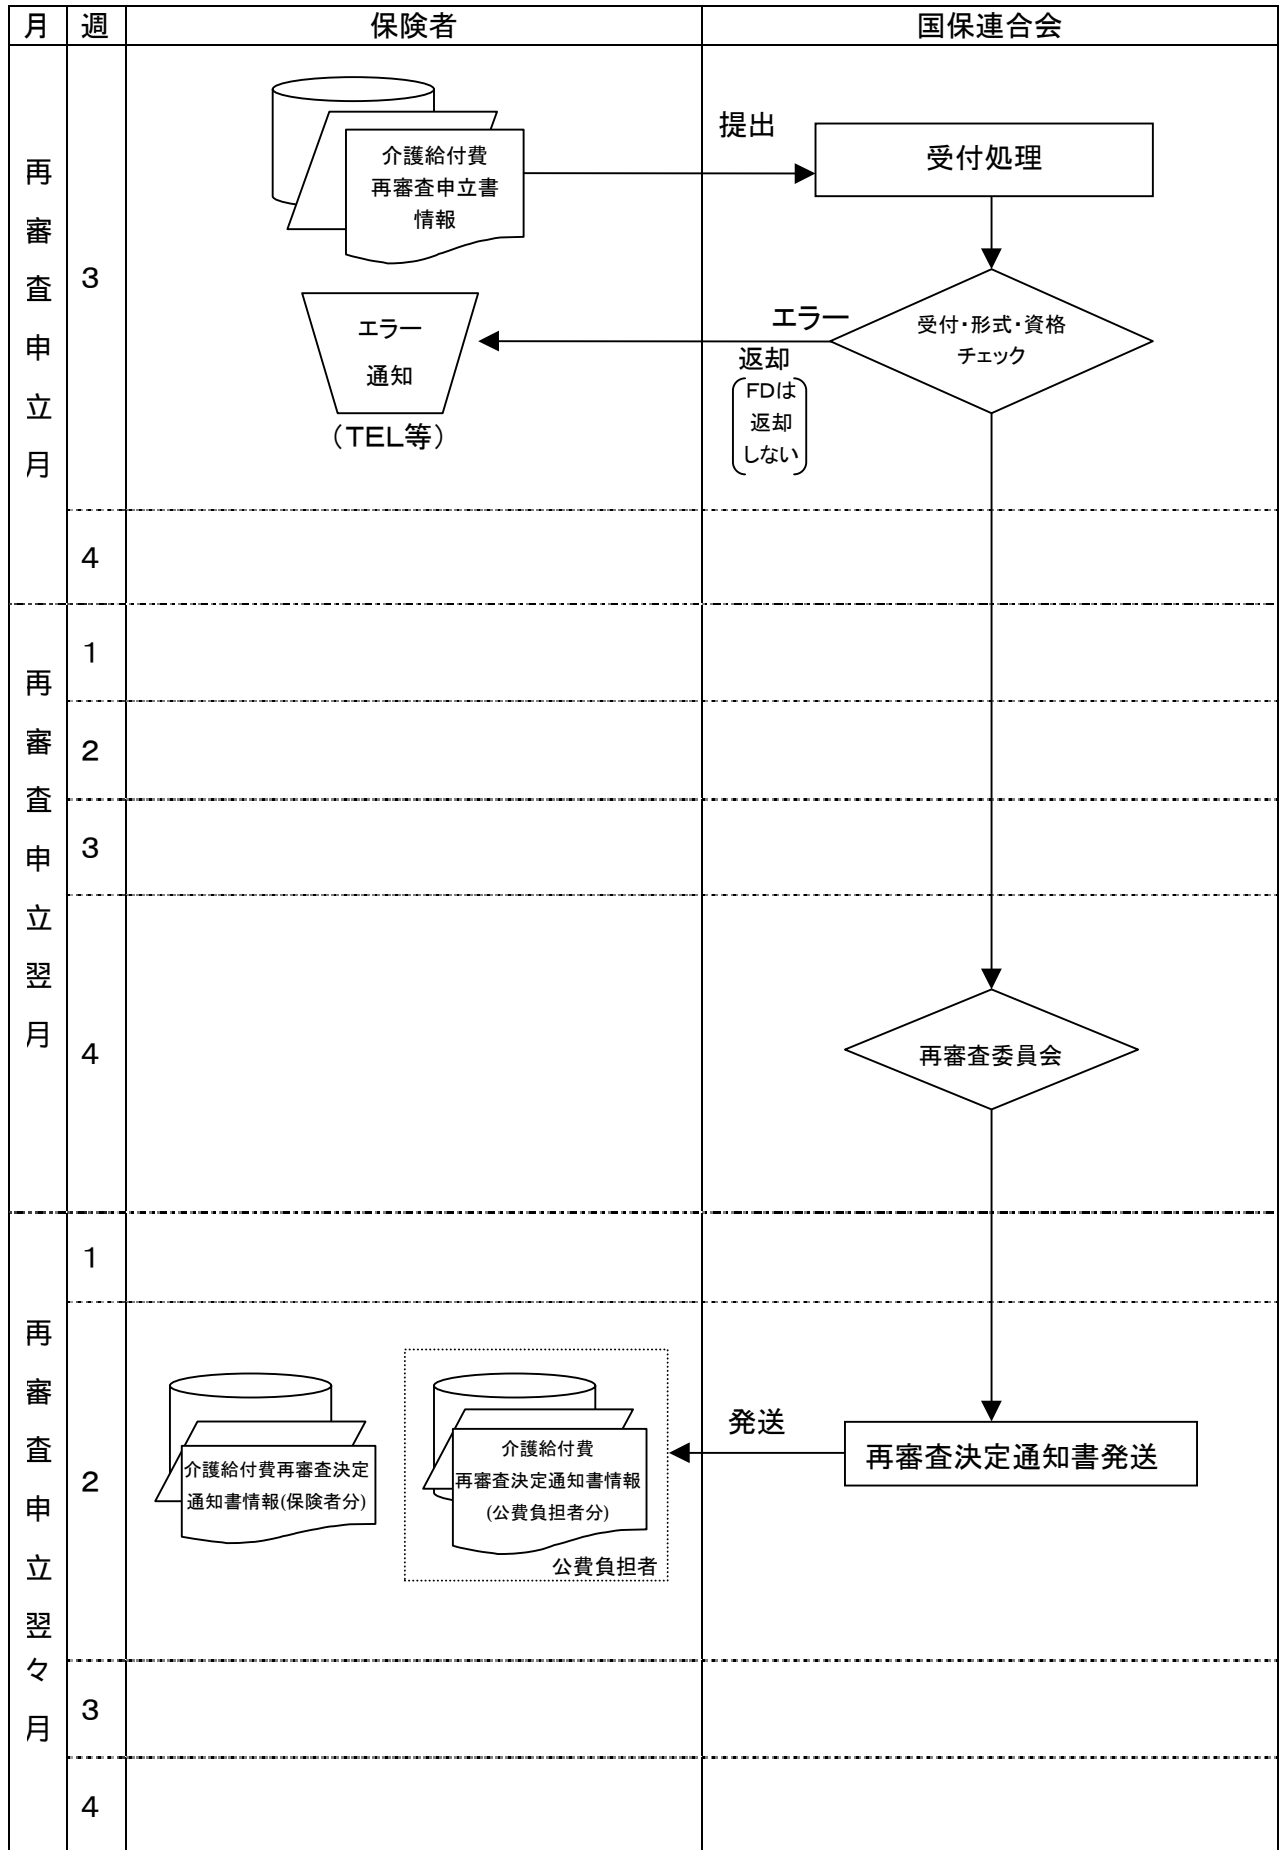 月 週 保険者 国保連合会
再審査申立月
3
介護給付費
再審査申立書
情報
提出
受付処理
エラー
通知
（TEL等）
エラー
返却
FDは
返却
しない
受付・形式・資格
チェック
4
再審査申立翌月
1
2
3
4
再審査委員会
再審査申立翌々月
1
2
介護給付費再審査決定
通知書情報(保険者分)
介護給付費
再審査決定通知書情報
(公費負担者分)
公費負担者
発送
再審査決定通知書発送
3
4